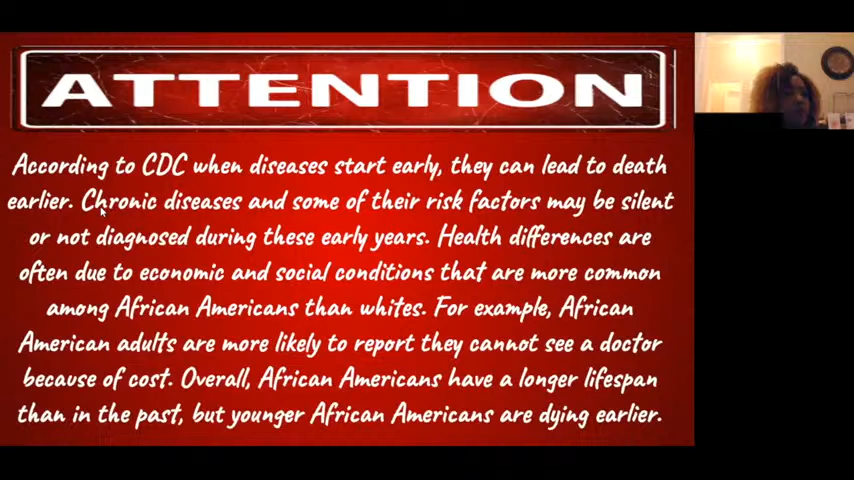 ATTENTION
According to CDC when diseases start early, they can lead to death
earlier. Chronic diseases and some of their risk factors may be silent
or not diagnosed during these early years. Health differences are
often due to economic and social conditions that are more common
among African Americans than whites. For example, African
American adults are more likely to report they cannot see a doctor
because of cost. Overall, African Americans have a longer lifespan
than in the past, but younger African Americans are dying earlier.